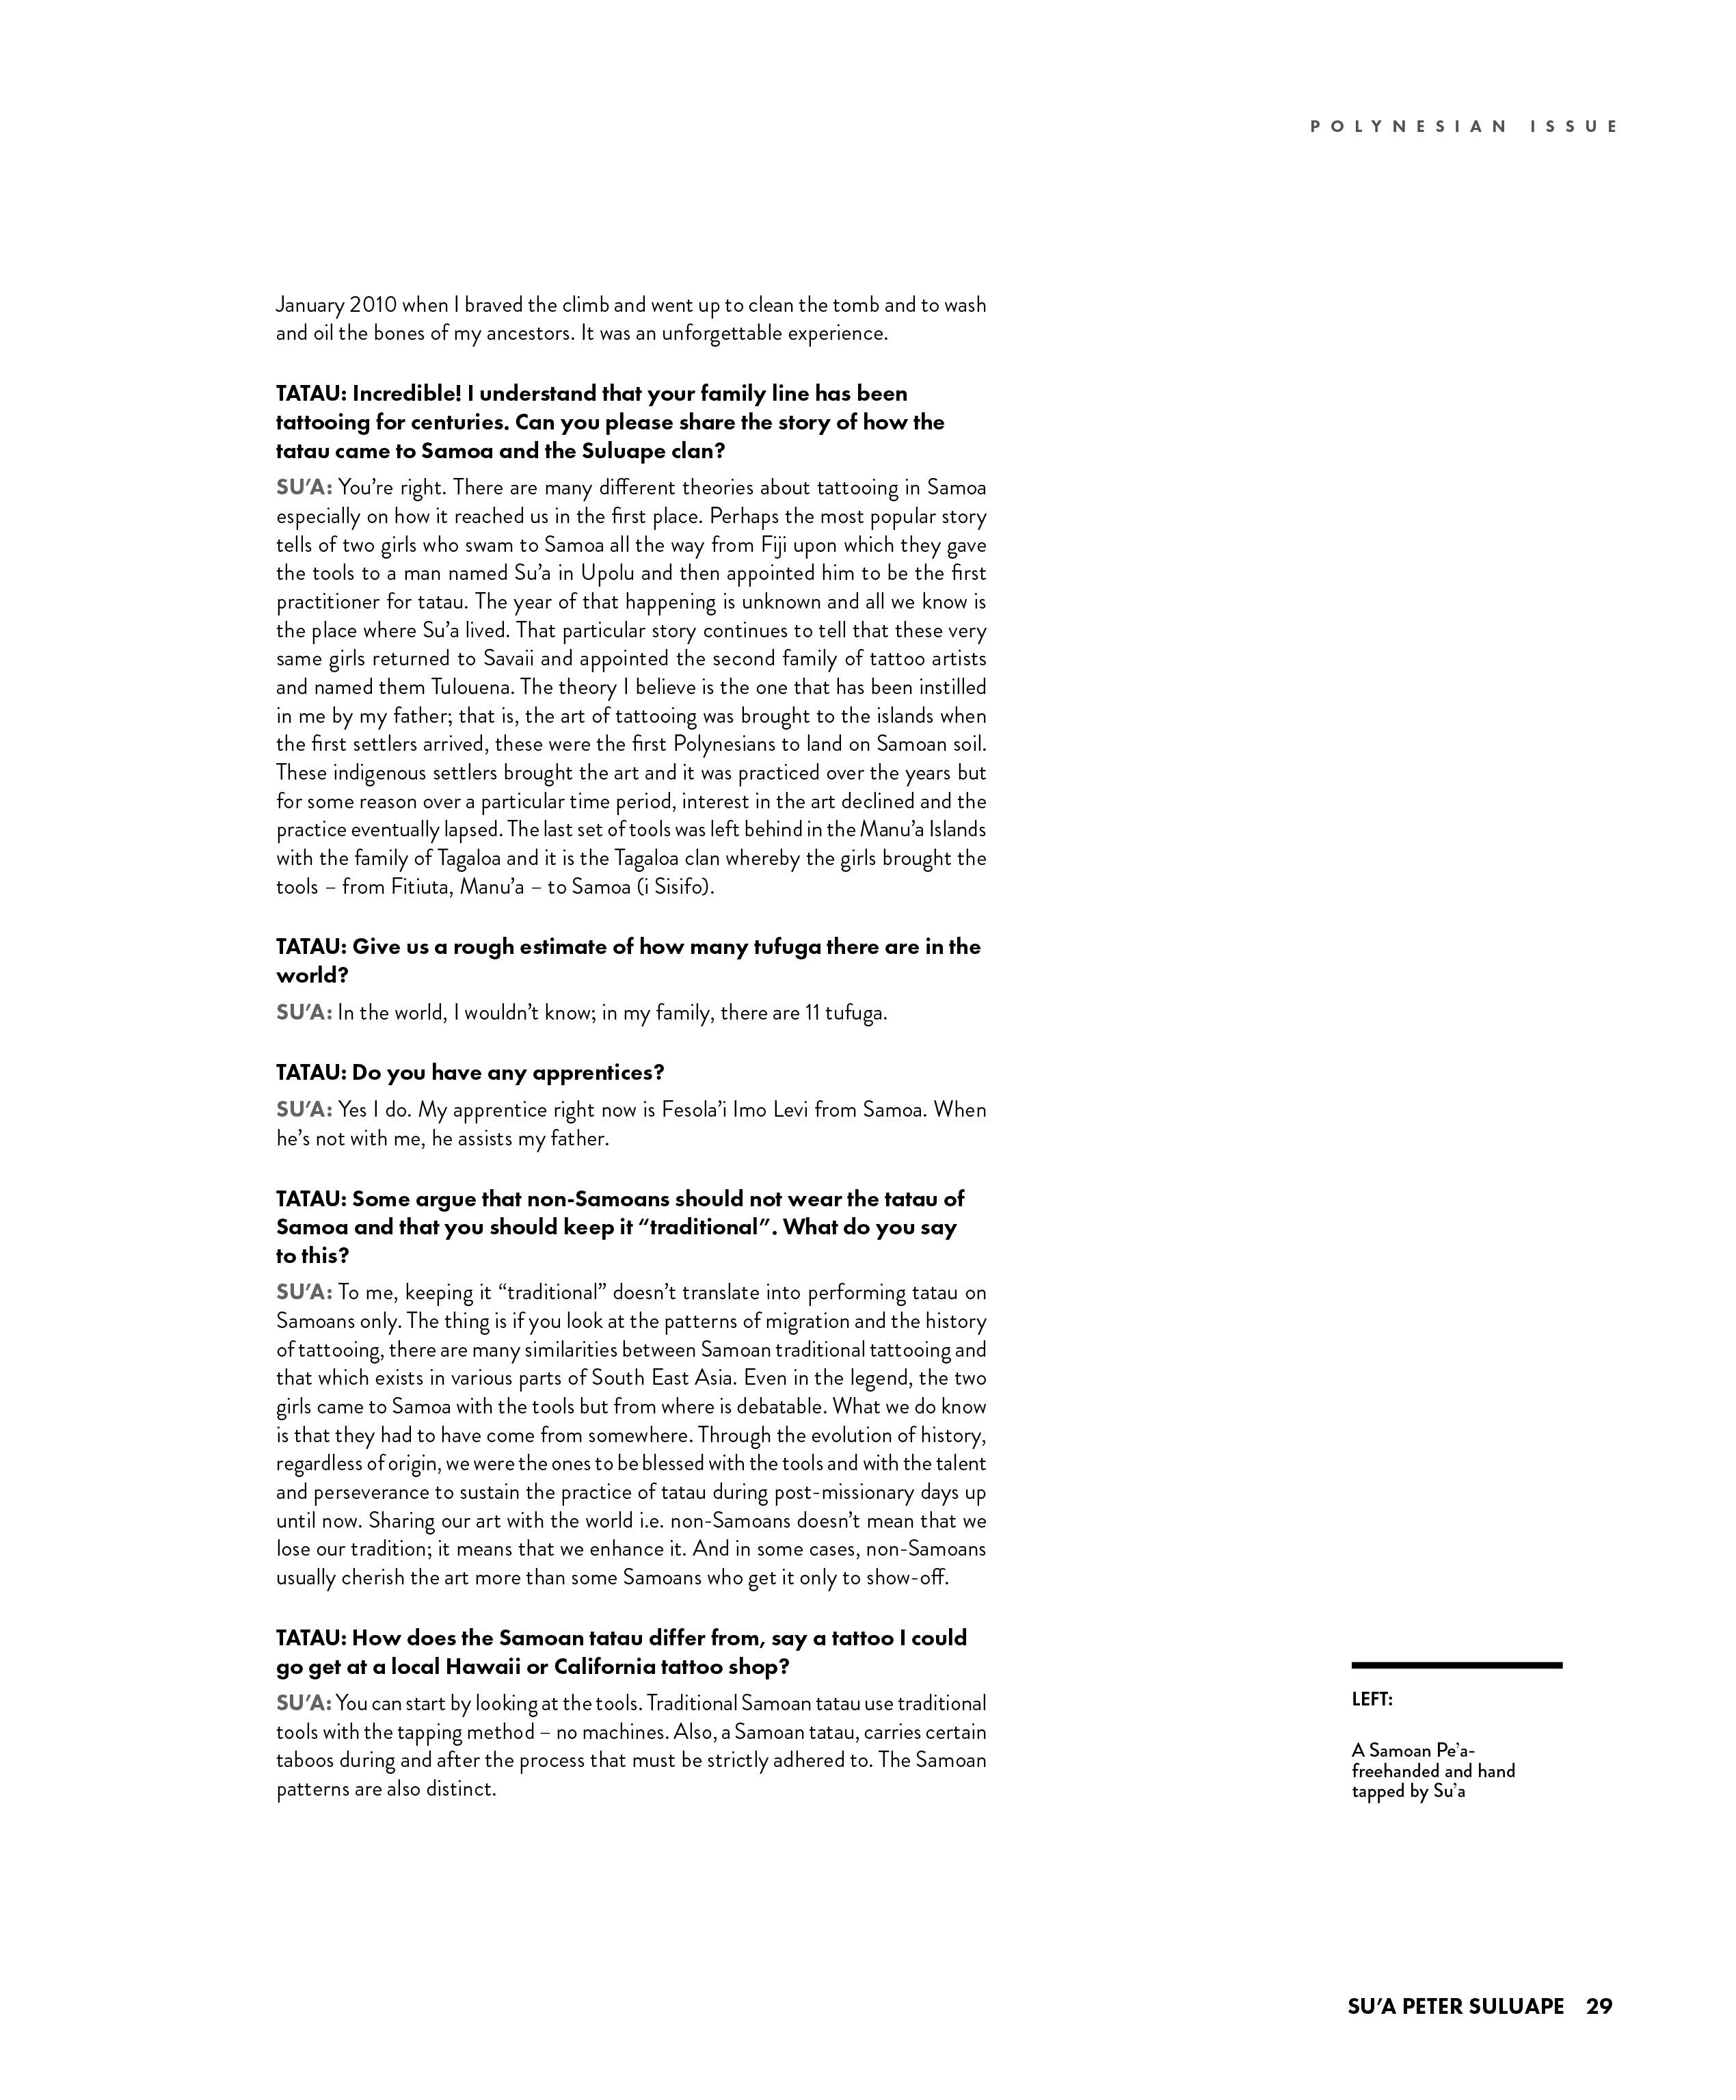 POLYNESIAN ISSUE
January 2010 when I braved the climb and went up to clean the tomb and to wash
and oil the bones of my ancestors. It was an unforgettable experience.
TATAU: Incredible! I understand that your family line has been
tattooing for centuries. Can you please share the story of how the
tatau came to Samoa and the Suluape clan?
SU’A: You’re right. There are many different theories about tattooing in Samoa
especially on how it reached us in the first place. Perhaps the most popular story
tells of two girls who swam to Samoa all the way from Fiji upon which they gave
the tools to a man named Su’a in Upolu and then appointed him to be the first
practitioner for tatau. The year of that happening is unknown and all we know is
the place where Su’a lived. That particular story continues to tell that these very
same girls returned to Savaii and appointed the second family of tattoo artists
and named them Tulouena. The theory I believe is the one that has been instilled
in me by my father; that is, the art of tattooing was brought to the islands when
the first settlers arrived, these were the first Polynesians to land on Samoan soil.
These indigenous settlers brought the art and it was practiced over the years but
for some reason over a particular time period, interest in the art declined and the
practice eventually lapsed. The last set of tools was left behind in the Manu’a Islands
with the family of Tagaloa and it is the Tagaloa clan whereby the girls brought the
tools – from Fitiuta, Manu’a – to Samoa (i Sisifo).
TATAU: Give us a rough estimate of how many tufuga there are in the
world?
SU’A: In the world, I wouldn’t know; in my family, there are 11 tufuga.
TATAU: Do you have any apprentices?
SU’A: Yes I do. My apprentice right now is Fesola’i Imo Levi from Samoa. When
he’s not with me, he assists my father.
TATAU: Some argue that non-Samoans should not wear the tatau of
Samoa and that you should keep it “traditional”. What do you say
to this?
SU’A: To me, keeping it “traditional” doesn’t translate into performing tatau on
Samoans only. The thing is if you look at the patterns of migration and the history
of tattooing, there are many similarities between Samoan traditional tattooing and
that which exists in various parts of South East Asia. Even in the legend, the two
girls came to Samoa with the tools but from where is debatable. What we do know
is that they had to have come from somewhere. Through the evolution of history,
regardless of origin, we were the ones to be blessed with the tools and with the talent
and perseverance to sustain the practice of tatau during post-missionary days up
until now. Sharing our art with the world i.e. non-Samoans doesn’t mean that we
lose our tradition; it means that we enhance it. And in some cases, non-Samoans
usually cherish the art more than some Samoans who get it only to show-off.
TATAU: How does the Samoan tatau differ from, say a tattoo I could
go get at a local Hawaii or California tattoo shop?
SU’A: You can start by looking at the tools. Traditional Samoan tatau use traditional
tools with the tapping method – no machines. Also, a Samoan tatau, carries certain
taboos during and after the process that must be strictly adhered to. The Samoan
patterns are also distinct.
LEFT:
A Samoan Pe’a-
freehanded and hand
tapped by Su’a
SU’A PETER SULUAPE 29